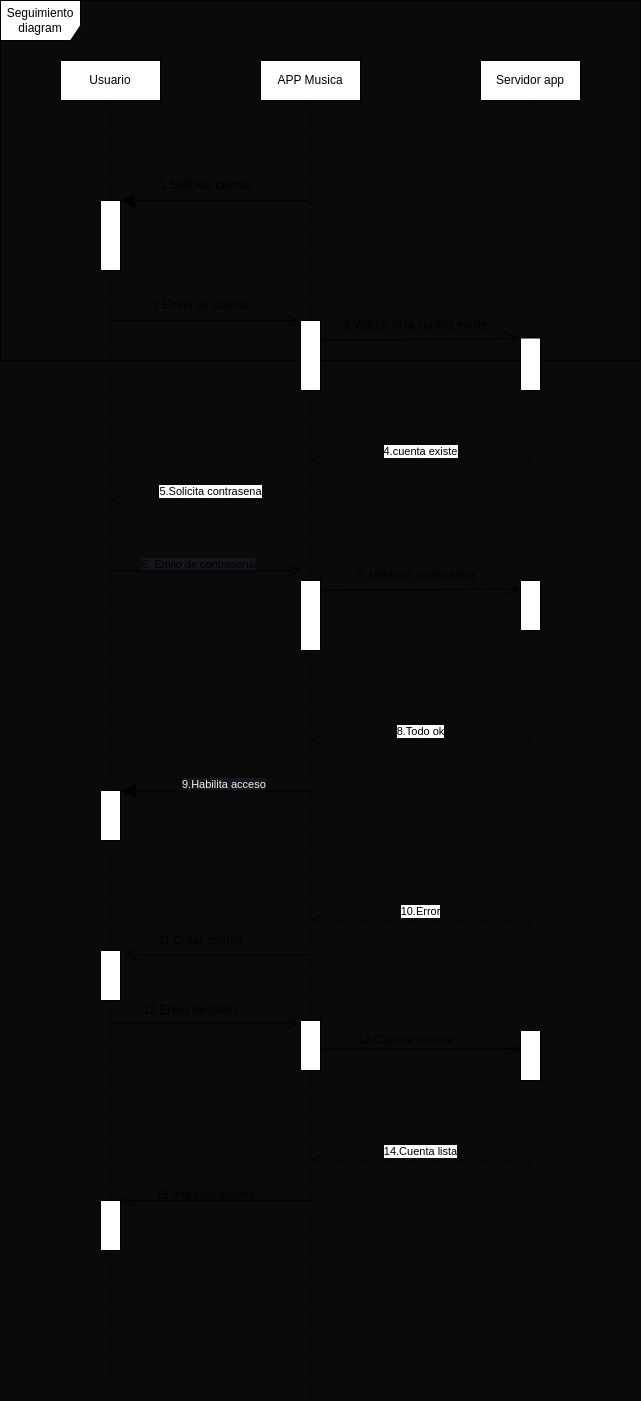 Seguimiento
diagram
Usuario
APP Musica
Servidor app
1.Solicitar cuenta
2.Envio de cuenta
3.Validar si la cuneta existe
4.cuenta existe
5.Solicita contrasena
6. Envio de contrasena
7. Verificar contrasena
8.Todo ok
9.Habilita acceso
10.Error
11.Crear cuenta
12.Envio de datos
13.Cuenta creada
14.Cuenta lista
15.Ingresar cuenta